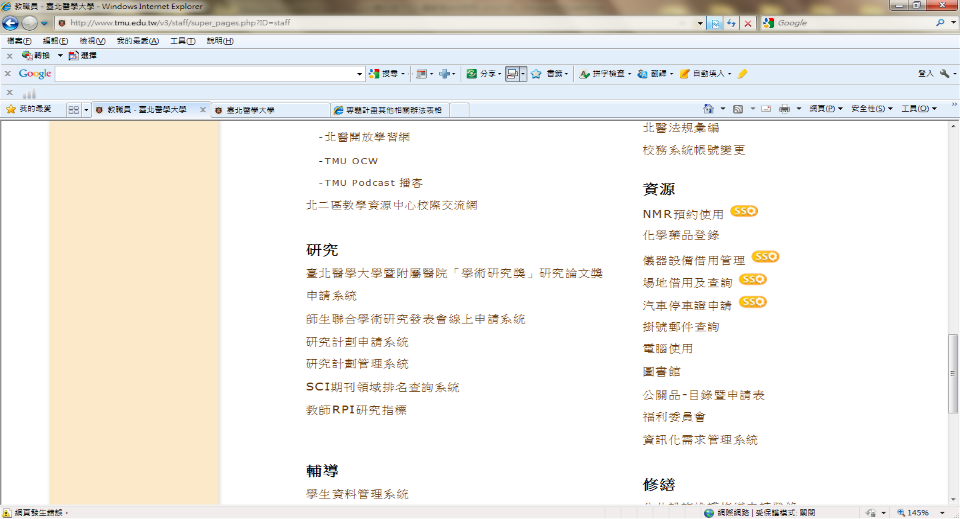 教職員 - 臺北醫學大學 - Windows Internet Explorer
http://www.tmu.edu.tw/v3/staff/super_pages.php?ID=staff
Google
檔案(F) 編輯(E) 檢視(V) 我的最愛(A) 工具(T) 說明(H)
轉換 選擇
Google 搜尋 分享 書籤 拼字檢查 翻譯 自動填入 登入
我的最愛 教職員 - 臺北醫學大學 臺北醫學大學 專題計畫其他相關辦法表格 網頁(P) 安全性(S) 工具(O)
-北醫開放學習網
-TMU OCW
-TMU Podcast 播客
北二區教學資源中心校際交流網
研究
臺北醫學大學暨附屬醫院「學術研究獎」研究論文獎
申請系統
師生聯合學術研究發表會線上申請系統
研究計劃申請系統
研究計劃管理系統
SCI期刊領域排名查詢系統
教師RPI研究指標
輔導
學生資料管理系統
北醫法規彙編
校務系統帳號變更
資源
NMR預約使用 SSO
化學藥品登錄
儀器設備借用管理 SSO
場地借用及查詢 SSO
汽車停車證申請 SSO
掛號郵件查詢
電腦使用
圖書館
公關品-目錄暨申請表
福利委員會
資訊化需求管理系統
修繕
網頁發生錯誤。 網際網路 | 受保護模式: 關閉 145%